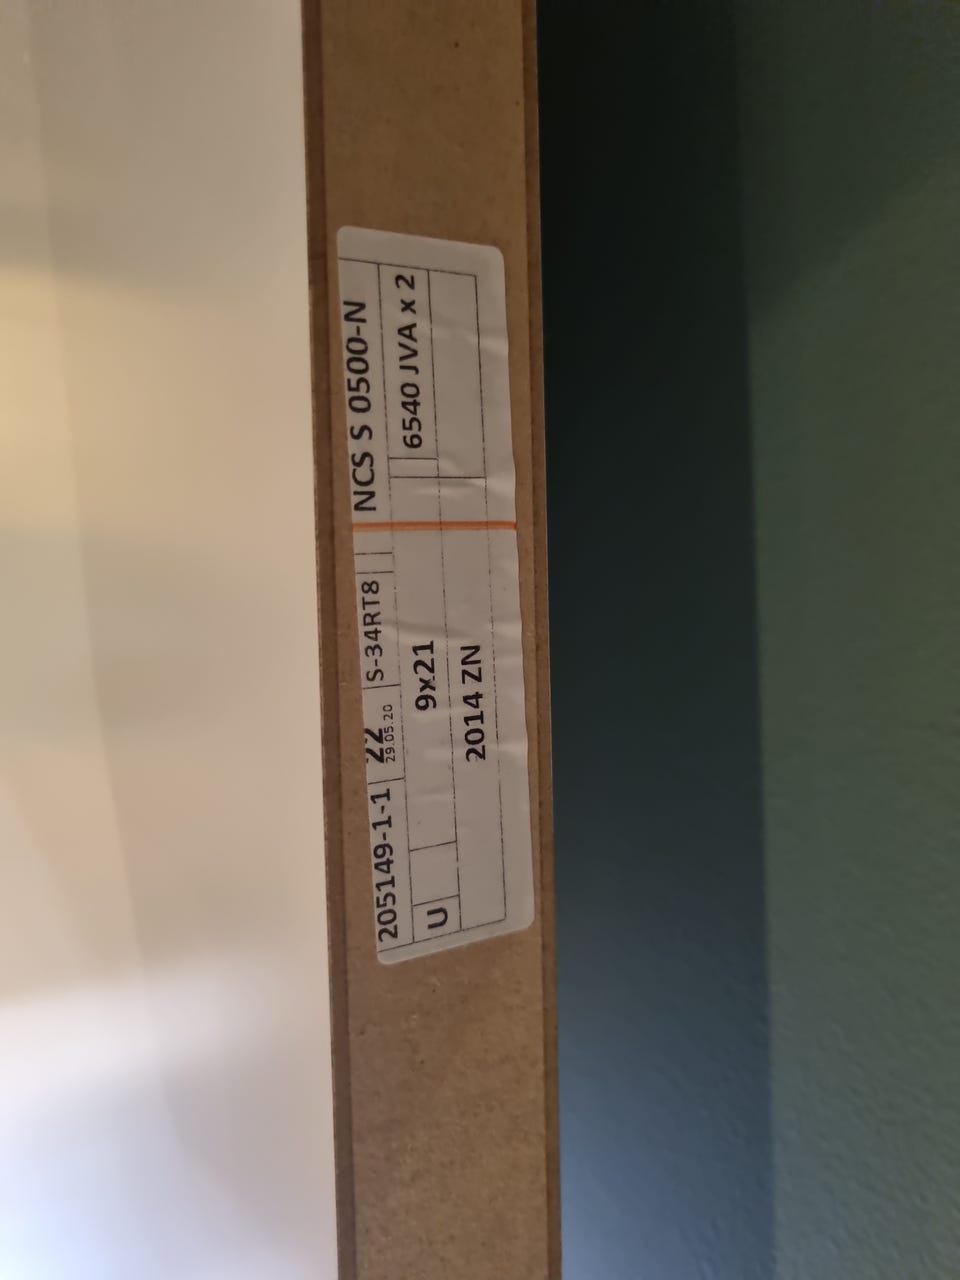 205149-1-1 22 S-34RT8 NCS S 0500-N
29.05.20
U 9x21 6540 JVA x 2
2014 ZN